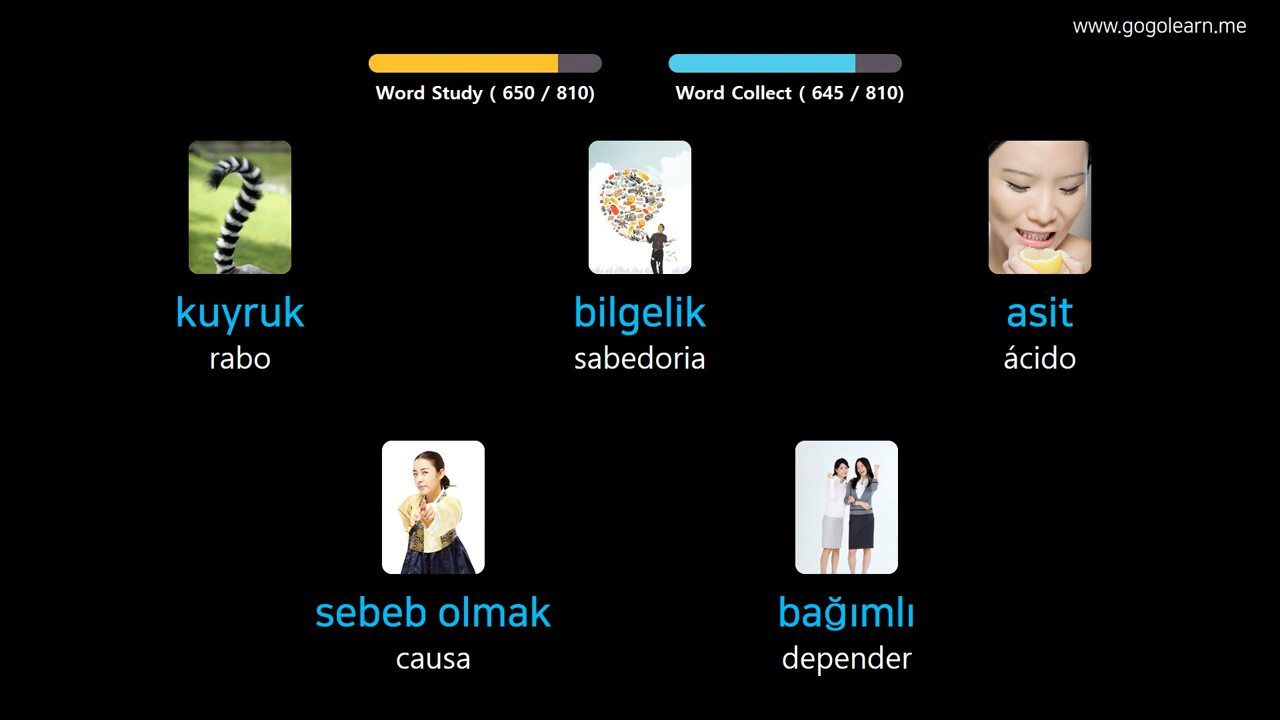 www.gogolearn.me
Word Study ( 650 / 810)
Word Collect ( 645 / 810)
kuyruk
rabo
bilgelik
sabedoria
asit
ácido
sebeb olmak
causa
bağımlı
depender